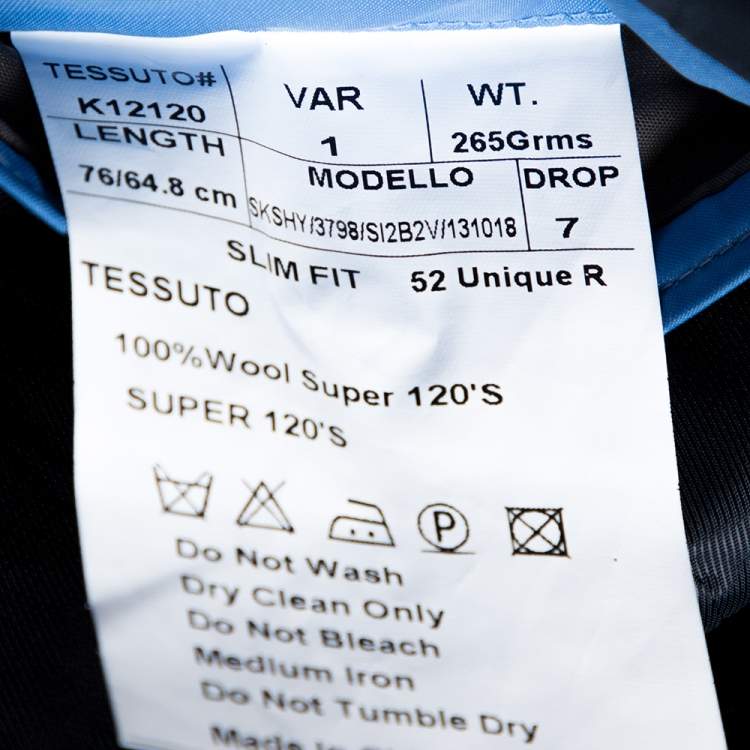 TESSUTO# VAR WT.
K12120 1 265Grms
LENGTH MODELLO DROP
76/64.8 cm SKSHY/3798/SI2B2V/131018 7
SLIM FIT 52 Unique R
TESSUTO
100%Wool Super 120'S
SUPER 120'S
P
Do Not Wash
Dry Clean Only
Do Not Bleach
Medium Iron
Do Not Tumble Dry
Made in